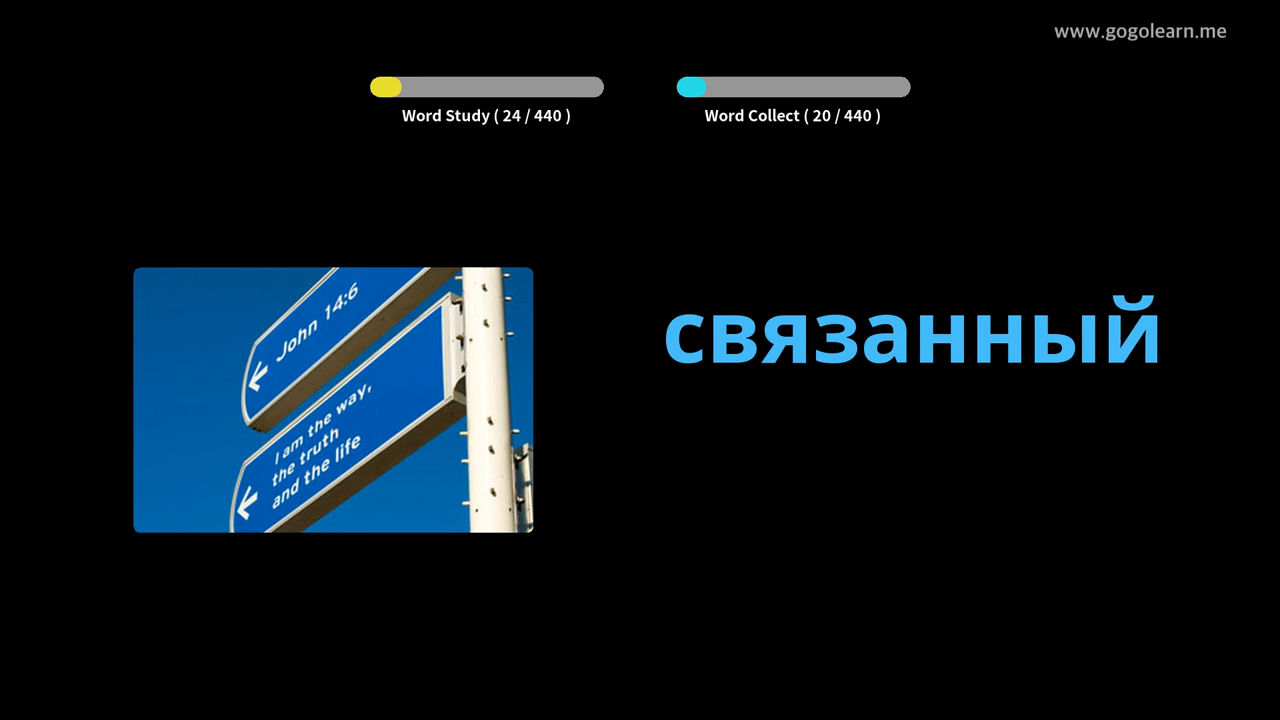 www.gogolearn.me
Word Study ( 24 / 440 )
Word Collect ( 20 / 440 )
John 14:6
I am the way,
the truth
and the life
связанный